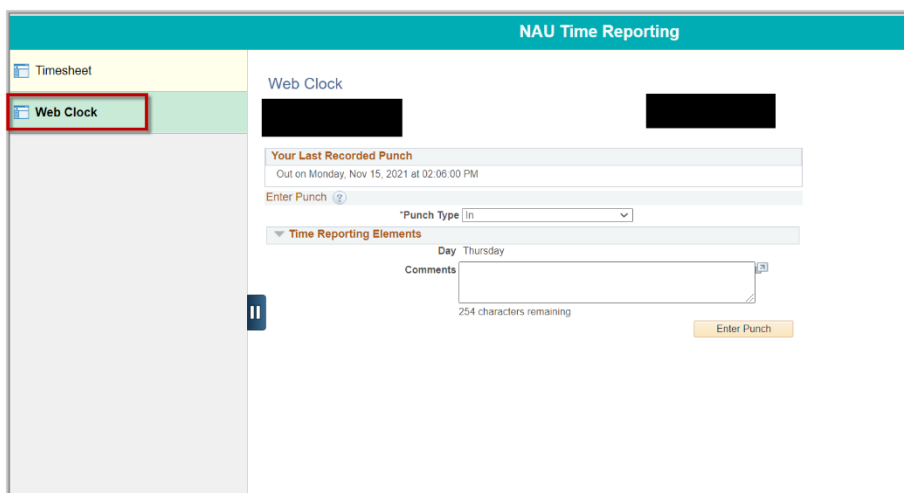 NAU Time Reporting
Timesheet
Web Clock
Web Clock
Your Last Recorded Punch
Out on Monday, Nov 15, 2021 at 02:06:00 PM
Enter Punch ?
*Punch Type In
Time Reporting Elements
Day Thursday
Comments
254 characters remaining
Enter Punch